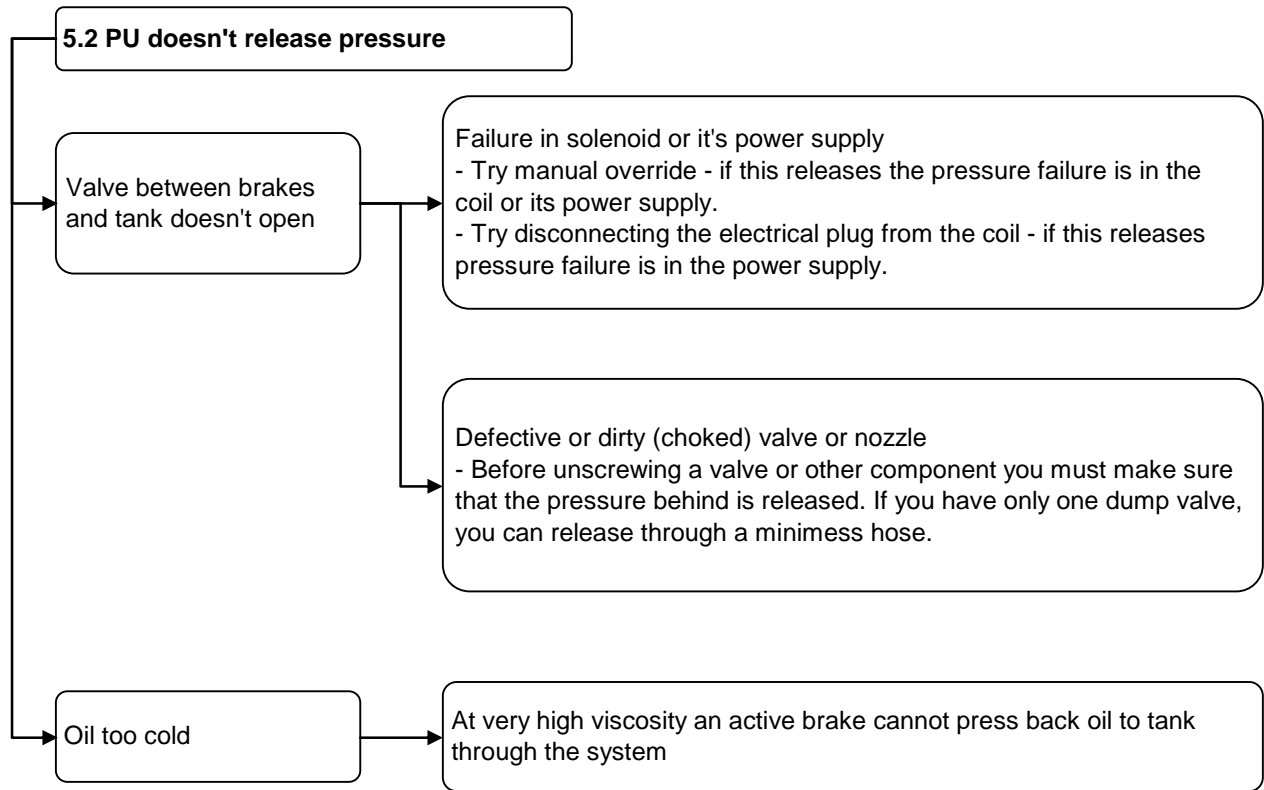 5.2 PU doesn't release pressure
Valve between brakes
and tank doesn't open
Failure in solenoid or it's power supply
- Try manual override - if this releases the pressure failure is in the
coil or its power supply.
- Try disconnecting the electrical plug from the coil - if this releases
pressure failure is in the power supply.
Defective or dirty (choked) valve or nozzle
- Before unscrewing a valve or other component you must make sure
that the pressure behind is released. If you have only one dump valve,
you can release through a minimess hose.
Oil too cold
At very high viscosity an active brake cannot press back oil to tank
through the system